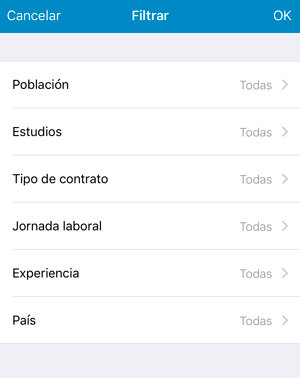 Cancelar Filtrar OK
Población Todas
Estudios Todas
Tipo de contrato Todas
Jornada laboral Todas
Experiencia Todas
País Todas